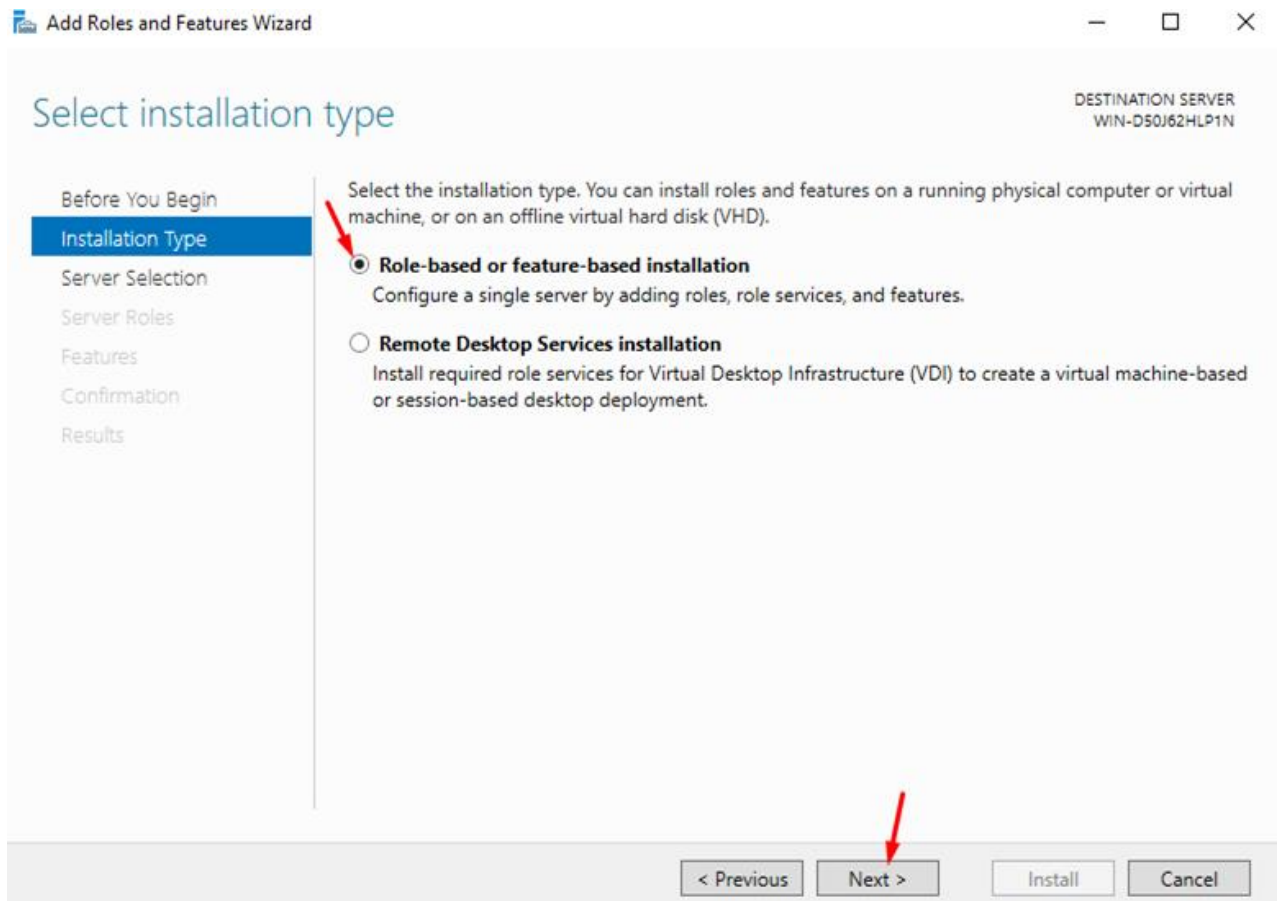 Add Roles and Features Wizard
Select installation type
DESTINATION SERVER
WIN-D50J62HLP1N
Before You Begin
Installation Type
Server Selection
Server Roles
Features
Confirmation
Results
Select the installation type. You can install roles and features on a running physical computer or virtual
machine, or on an offline virtual hard disk (VHD).
Role-based or feature-based installation
Configure a single server by adding roles, role services, and features.
Remote Desktop Services installation
Install required role services for Virtual Desktop Infrastructure (VDI) to create a virtual machine-based
or session-based desktop deployment.
< Previous
Next >
Install
Cancel